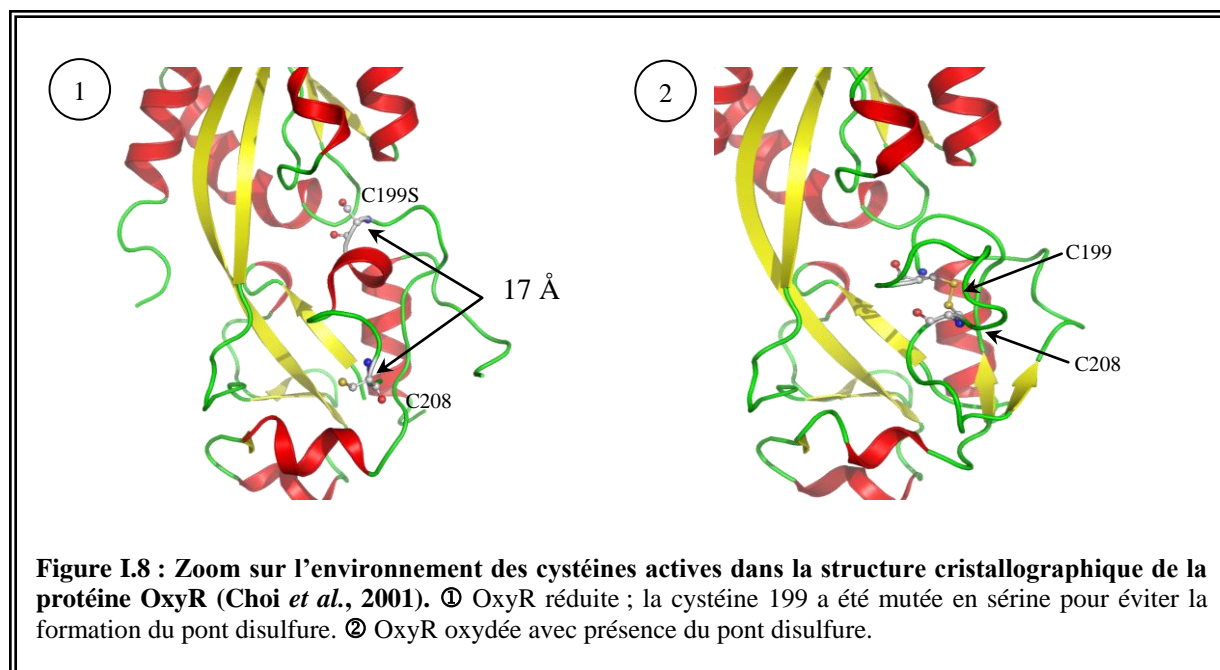 1
2
C199S
C199
17 Å
C208
C208
Figure I.8 : Zoom sur l’environnement des cystéines actives dans la structure cristallographique de la
protéine OxyR (Choi et al., 2001). ① OxyR réduite ; la cystéine 199 a été mutée en sérine pour éviter la
formation du pont disulfure. ② OxyR oxydée avec présence du pont disulfure.